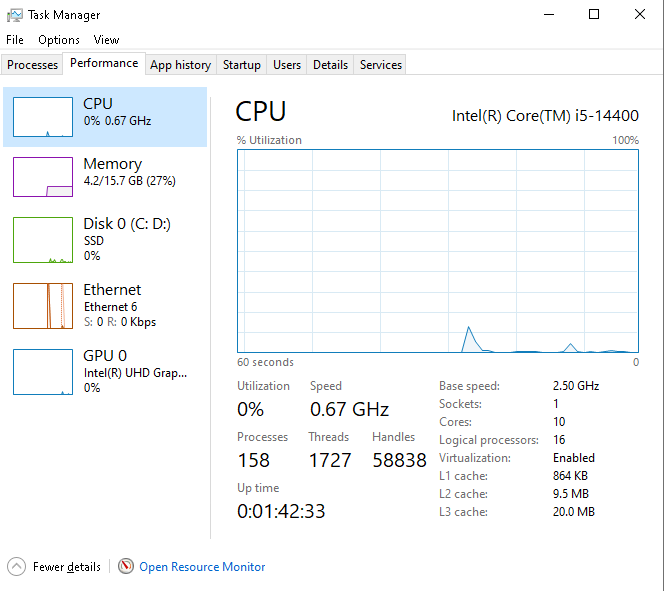 Task Manager
File Options View
Processes Performance App history Startup Users Details Services
CPU
0% 0.67 GHz
Memory
4.2/15.7 GB (27%)
Disk 0 (C: D:)
SSD
0%
Ethernet
Ethernet 6
S: 0 R: 0 Kbps
GPU 0
Intel(R) UHD Grap...
0%
CPU Intel(R) Core(TM) i5-14400
% Utilization 100%
60 seconds 0
Utilization Speed
0% 0.67 GHz
Processes Threads Handles
158 1727 58838
Up time
0:01:42:33
Base speed: 2.50 GHz
Sockets: 1
Cores: 10
Logical processors: 16
Virtualization: Enabled
L1 cache: 864 KB
L2 cache: 9.5 MB
L3 cache: 20.0 MB
Fewer details Open Resource Monitor